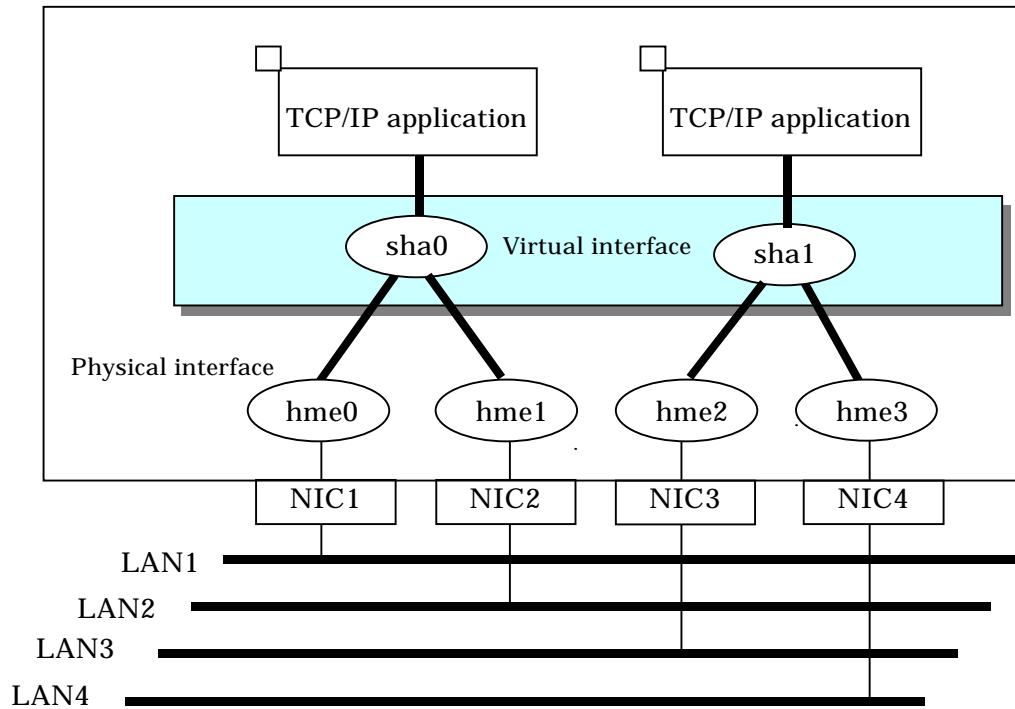 TCP/IP application
TCP/IP application
sha0
Virtual interface
sha1
Physical interface
hme0
hme1
hme2
hme3
NIC1
NIC2
NIC3
NIC4
LAN1
LAN2
LAN3
LAN4